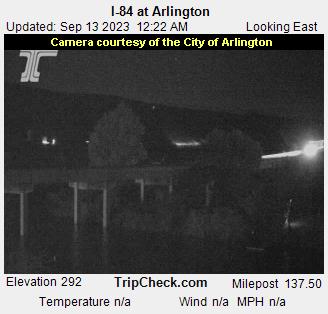 I-84 at Arlington
Updated: Sep 13 2023 12:22 AM Looking East
Camera courtesy of the City of Arlington
Elevation 292 TripCheck.com Milepost 137.50
Temperature n/a Wind n/a MPH n/a